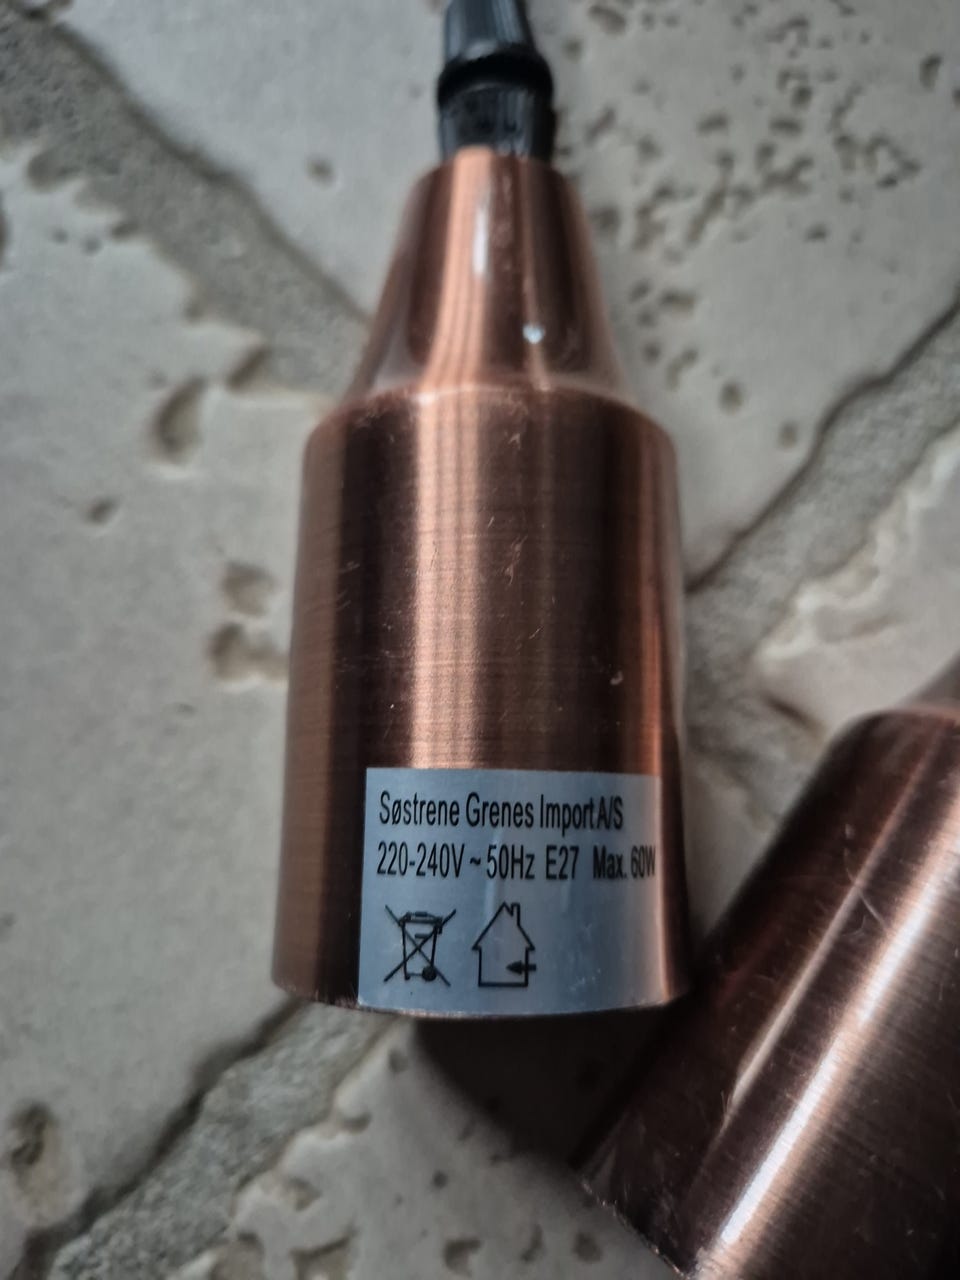 Søstrene Grenes Import A/S
220-240V ~ 50Hz E27 Max. 60W